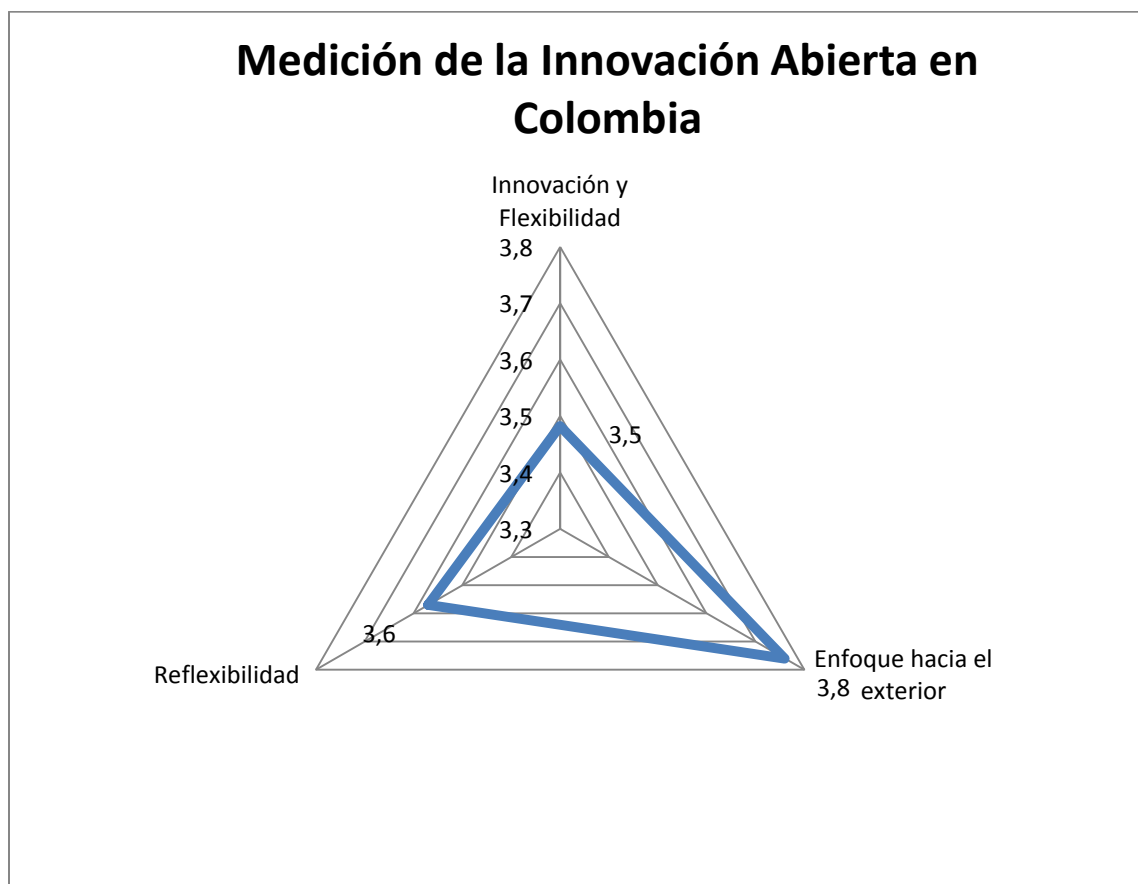 Medición de la Innovación Abierta en
Colombia
Innovación y
Flexibilidad
3,8
3,7
3,6
3,5
3,5
3,4
3,3
3,6
Reflexibilidad
Enfoque hacia el
3,8 exterior